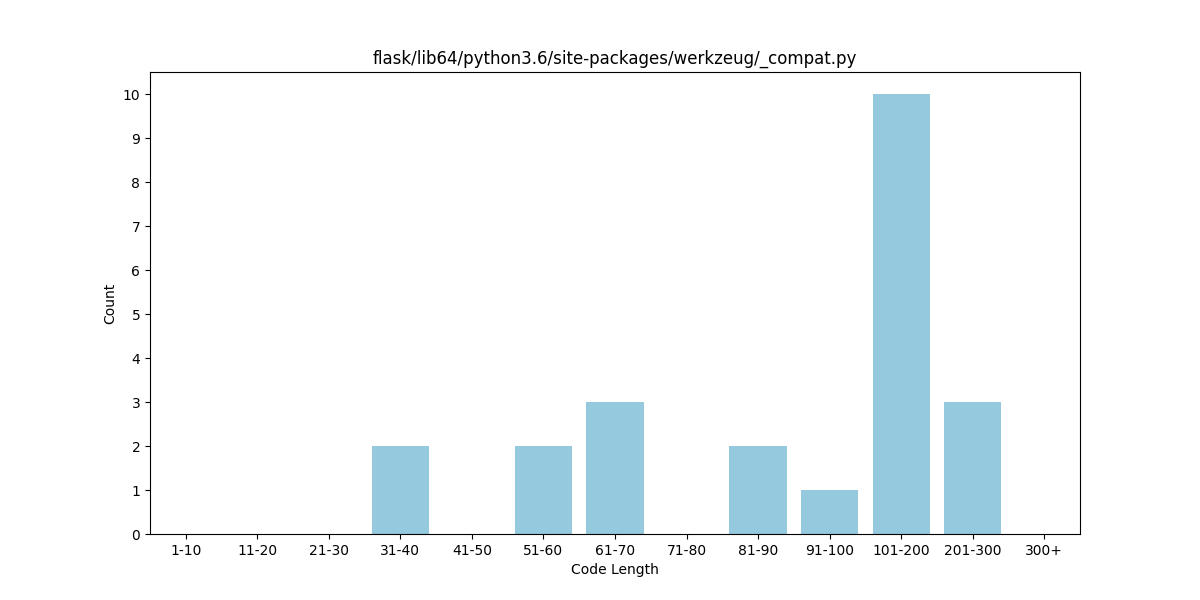 flask/lib64/python3.6/site-packages/werkzeug/_compat.py
10
9
8
7
6
5
4
3
2
1
0
Count
1-10 11-20 21-30 31-40 41-50 51-60 61-70 71-80 81-90 91-100 101-200 201-300 300+
Code Length